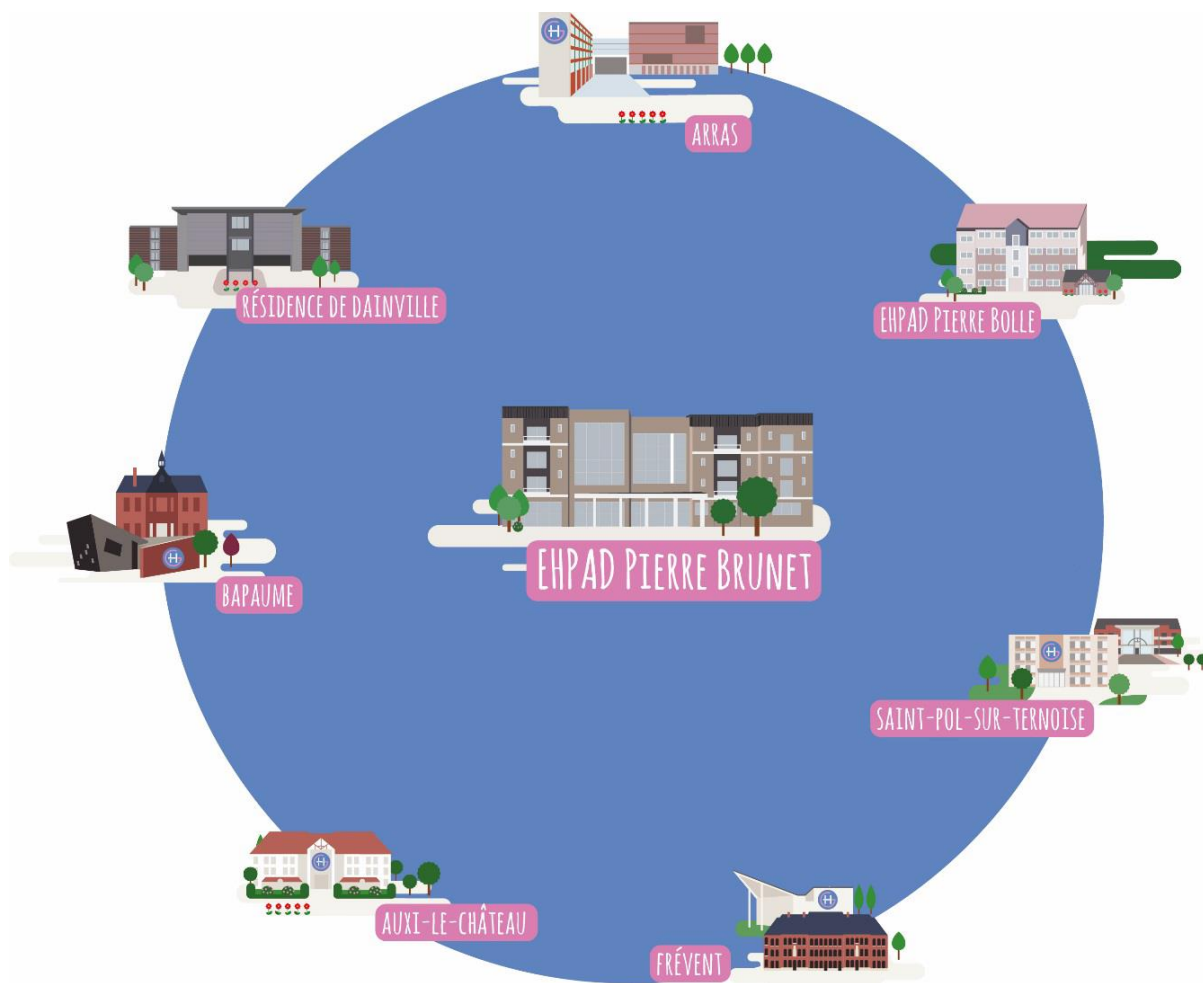 ARRAS
RÉSIDENCE DE DAINVILLE
EHPAD PIERRE BOLLE
EHPAD PIERRE BRUNET
BAPAUME
SAINT-POL-SUR-TERNOISE
AUXI-LE-CHÂTEAU
FRÉVENT